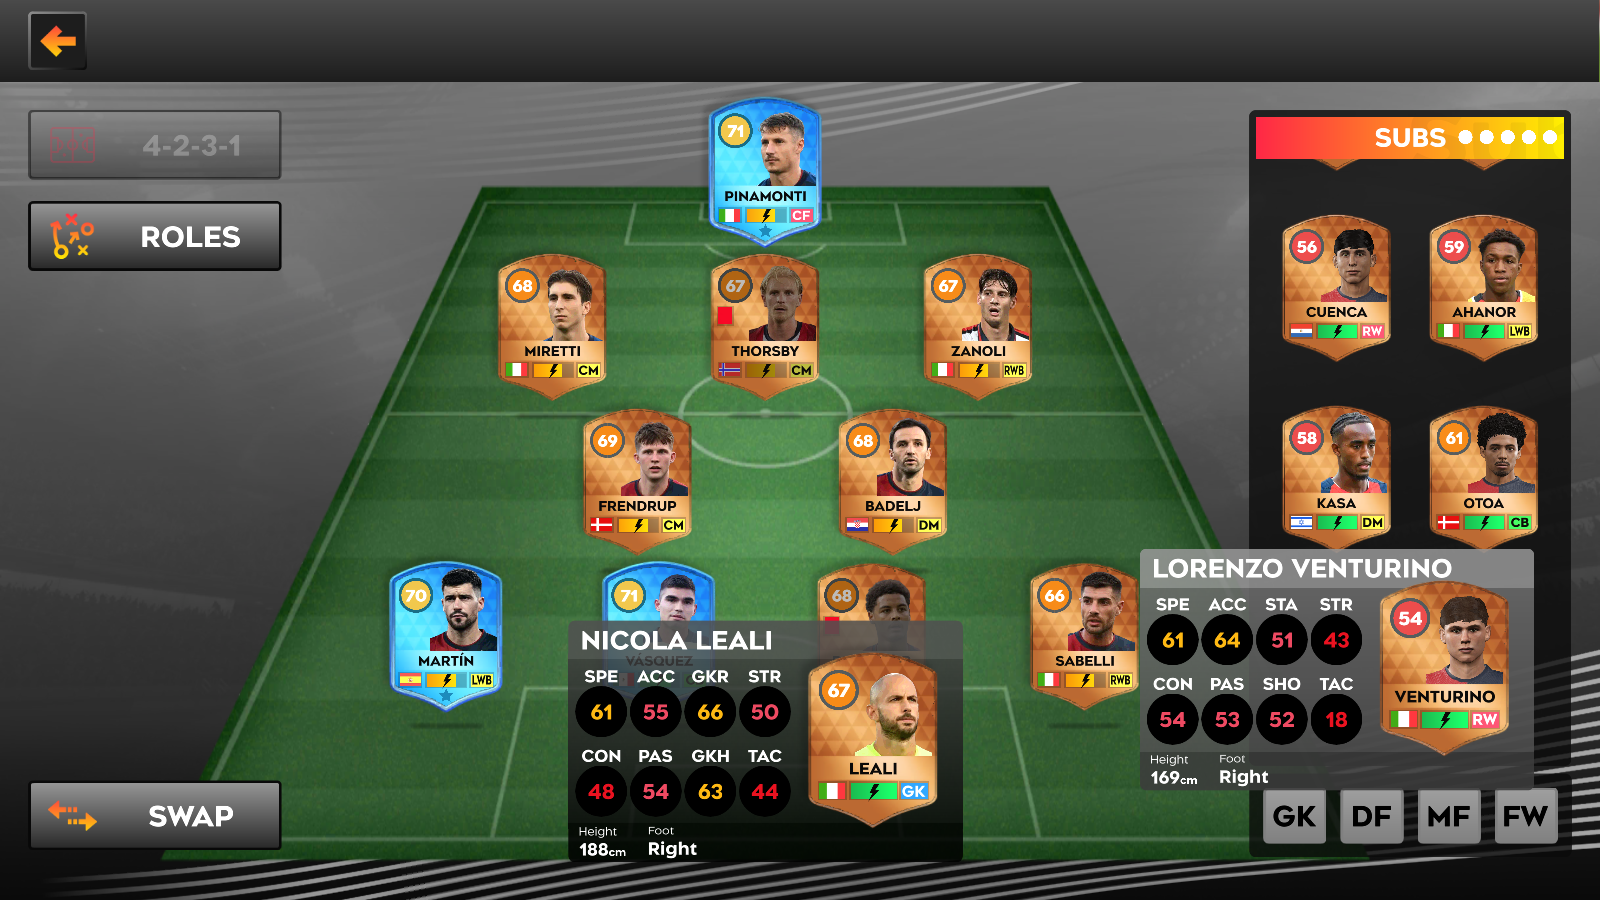 4-2-3-1
ROLES
SWAP
71
PINAMONTI
CF
68
MIRETTI
CM
67
THORSBY
CM
67
ZANOLI
RWB
69
FRENDRUP
CM
68
BADELJ
DM
70
MARTÍN
LWB
71
VÁSQUEZ
68
66
SABELLI
RWB
NICOLA LEALI
SPE ACC GKR STR
61 55 66 50
CON PAS GKH TAC
48 54 63 44
Height Foot
188cm Right
67
LEALI
GK
SUBS
56
CUENCA
RW
59
AHANOR
LWB
58
KASA
DM
61
OTOA
CB
LORENZO VENTURINO
SPE ACC STA STR
61 64 51 43
CON PAS SHO TAC
54 53 52 18
Height Foot
169cm Right
54
VENTURINO
RW
GK DF MF FW